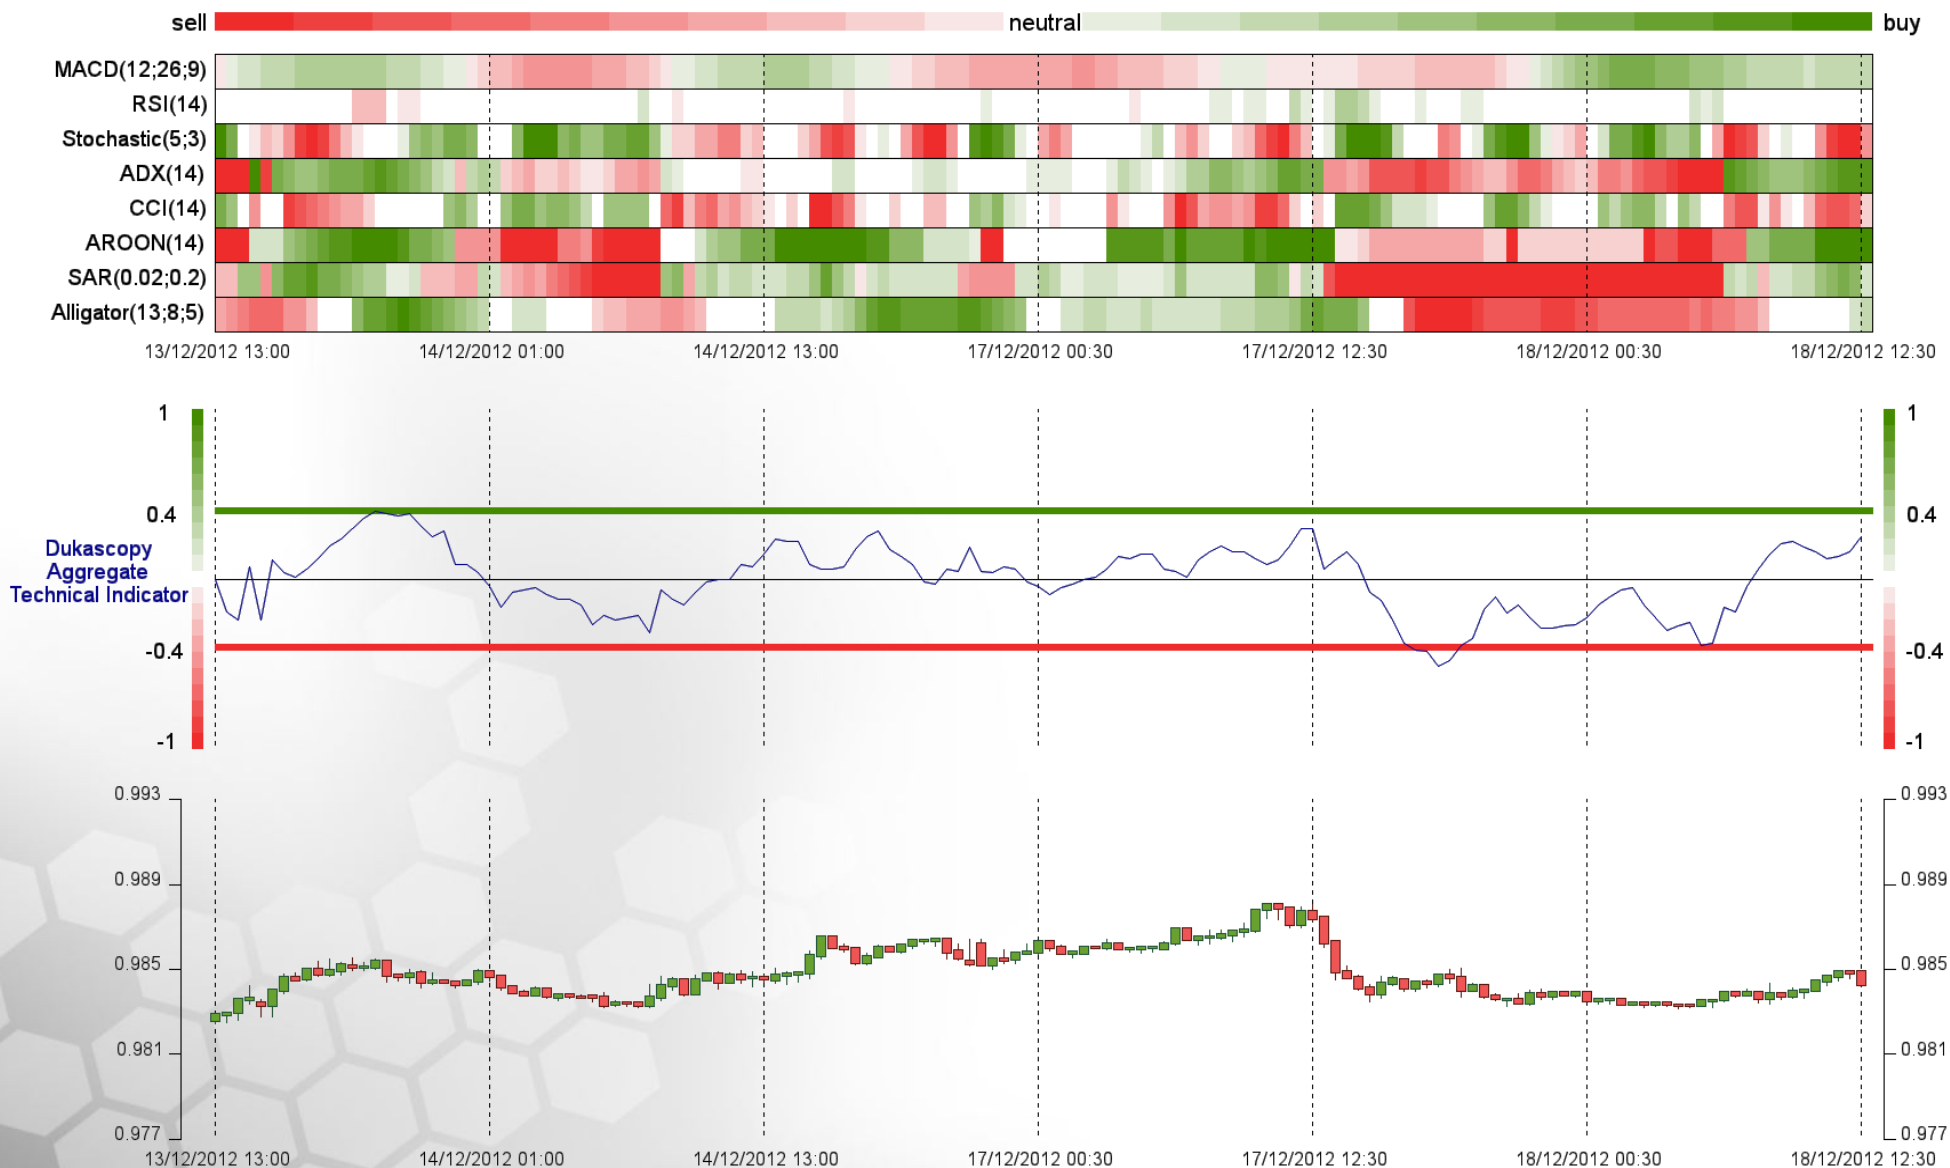 sell neutral buy
MACD(12;26;9)
RSI(14)
Stochastic(5;3)
ADX(14)
CCI(14)
AROON(14)
SAR(0.02;0.2)
Alligator(13;8;5)
13/12/2012 13:00 14/12/2012 01:00 14/12/2012 13:00 17/12/2012 00:30 17/12/2012 12:30 18/12/2012 00:30 18/12/2012 12:30
1 1
0.4 0.4
Dukascopy
Aggregate
Technical Indicator
-0.4 -0.4
-1 -1
0.993 0.993
0.989 0.989
0.985 0.985
0.981 0.981
0.977 0.977
13/12/2012 13:00 14/12/2012 01:00 14/12/2012 13:00 17/12/2012 00:30 17/12/2012 12:30 18/12/2012 00:30 18/12/2012 12:30